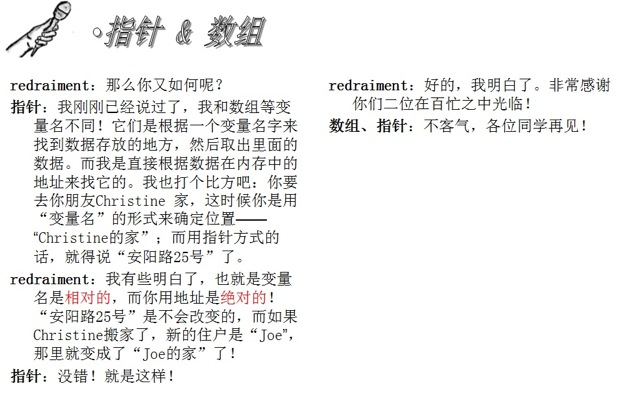 •指针 & 数组
redraiment：那么你又如何呢？
指针：我刚刚已经说过了，我和数组等变
量名不同！它们是根据一个变量名字来
找到数据存放的地方，然后取出里面的
数据。而我是直接根据数据在内存中的
地址来找它的。我也打个比方吧：你要
去你朋友Christine 家，这时候你是用
“变量名”的形式来确定位置——
“Christine的家”；而用指针方式的
话，就得说“安阳路25号”了。
redraiment：我有些明白了，也就是变量
名是相对的，而你用地址是绝对的！
“安阳路25号”是不会改变的，而如果
Christine搬家了，新的住户是“Joe”，
那里就变成了“Joe的家”了！
指针：没错！就是这样！
redraiment：好的，我明白了。非常感谢
你们二位在百忙之中光临！
数组、指针：不客气，各位同学再见！